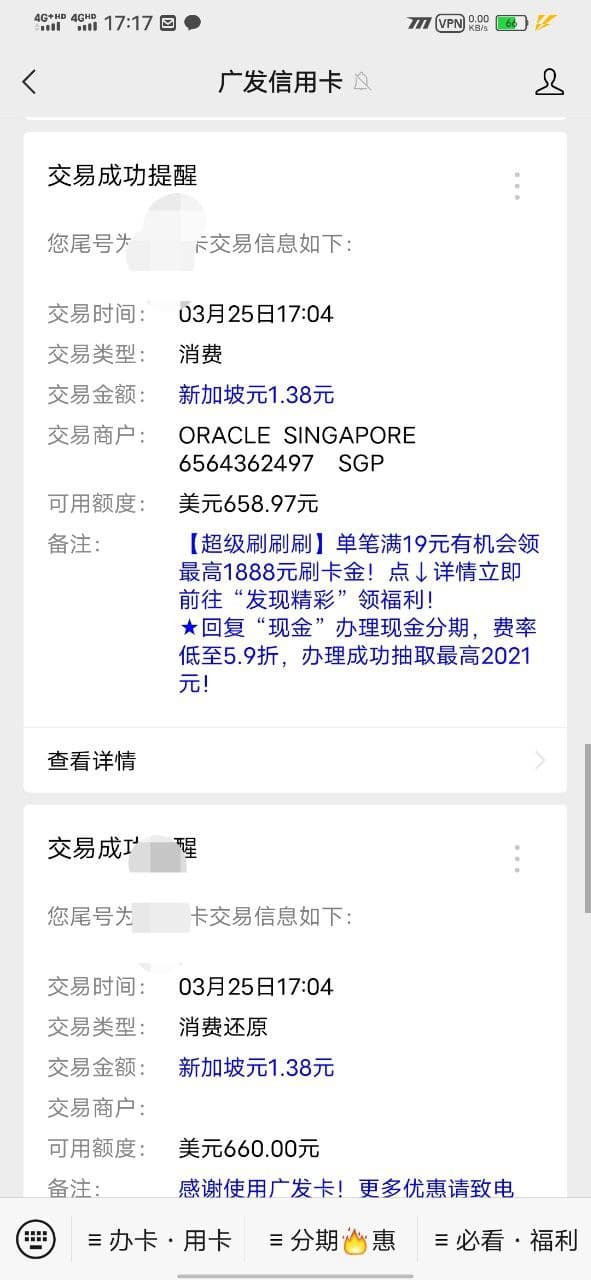 4G+HD 4GHD 17:17 VPN 0.00 KB/s 66
广发信用卡
交易成功提醒
您尾号为 卡交易信息如下：
交易时间： 03月25日17:04
交易类型： 消费
交易金额： 新加坡元1.38元
交易商户： ORACLE SINGAPORE
6564362497 SGP
可用额度： 美元658.97元
备注： 【超级刷刷刷】单笔满19元有机会领
最高1888元刷卡金！点↓详情立即
前往“发现精彩”领福利！
★回复“现金”办理现金分期，费率
低至5.9折，办理成功抽取最高2021
元！
查看详情
交易成功 醒
您尾号为 卡交易信息如下：
交易时间： 03月25日17:04
交易类型： 消费还原
交易金额： 新加坡元1.38元
交易商户：
可用额度： 美元660.00元
备注： 感谢使用广发卡！更多优惠请致电
≡ 办卡 · 用卡 ≡ 分期🔥惠 ≡ 必看 · 福利